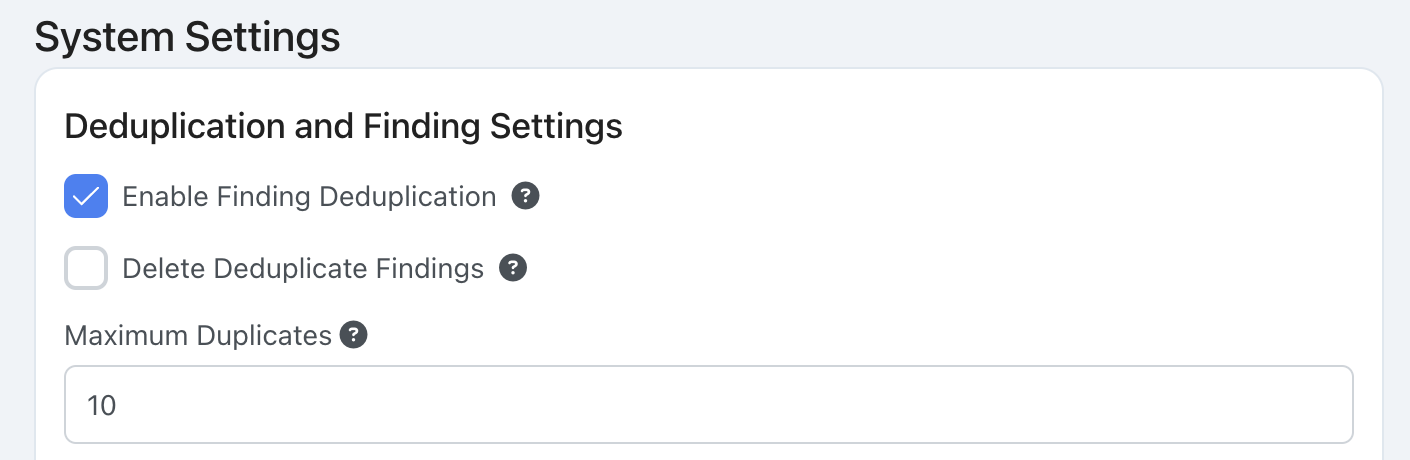 System Settings
Deduplication and Finding Settings
Enable Finding Deduplication ?
Delete Deduplicate Findings ?
Maximum Duplicates ?
10